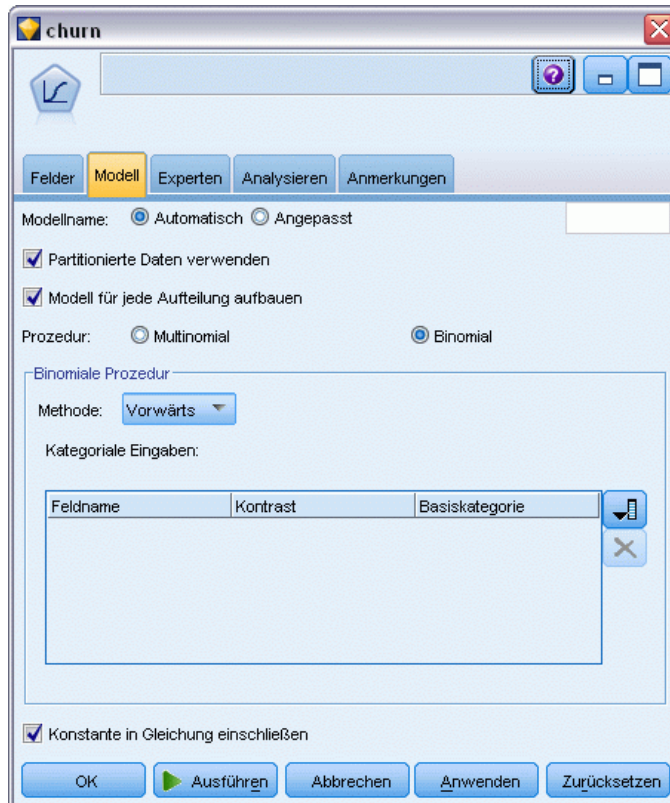 churn
Felder Modell Experten Analysieren Anmerkungen
Modellname: Automatisch Angepasst
Partitionierte Daten verwenden
Modell für jede Aufteilung aufbauen
Prozedur: Multinomial Binomial
Binomiale Prozedur
Methode: Vorwärts
Kategoriale Eingaben:
Feldname Kontrast Basiskategorie
Konstante in Gleichung einschließen
OK Ausführen Abbrechen Anwenden Zurücksetzen